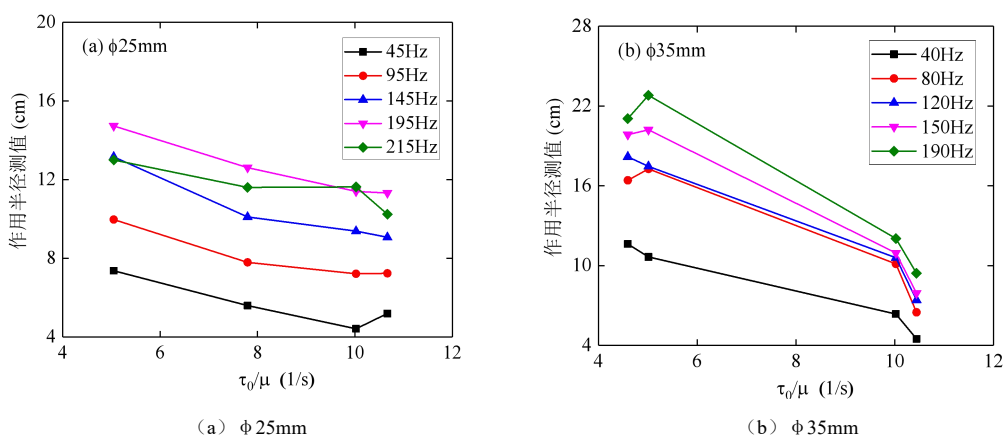 (a) ϕ25mm
45Hz
95Hz
145Hz
195Hz
215Hz
20
16
12
8
4
作用半径测值 (cm)
4 6 8 10 12
τ0/μ (1/s)
(a) ϕ25mm
(b) ϕ35mm
40Hz
80Hz
120Hz
150Hz
190Hz
28
22
16
10
4
作用半径测值 (cm)
4 6 8 10 12
τ0/μ (1/s)
(b) ϕ35mm